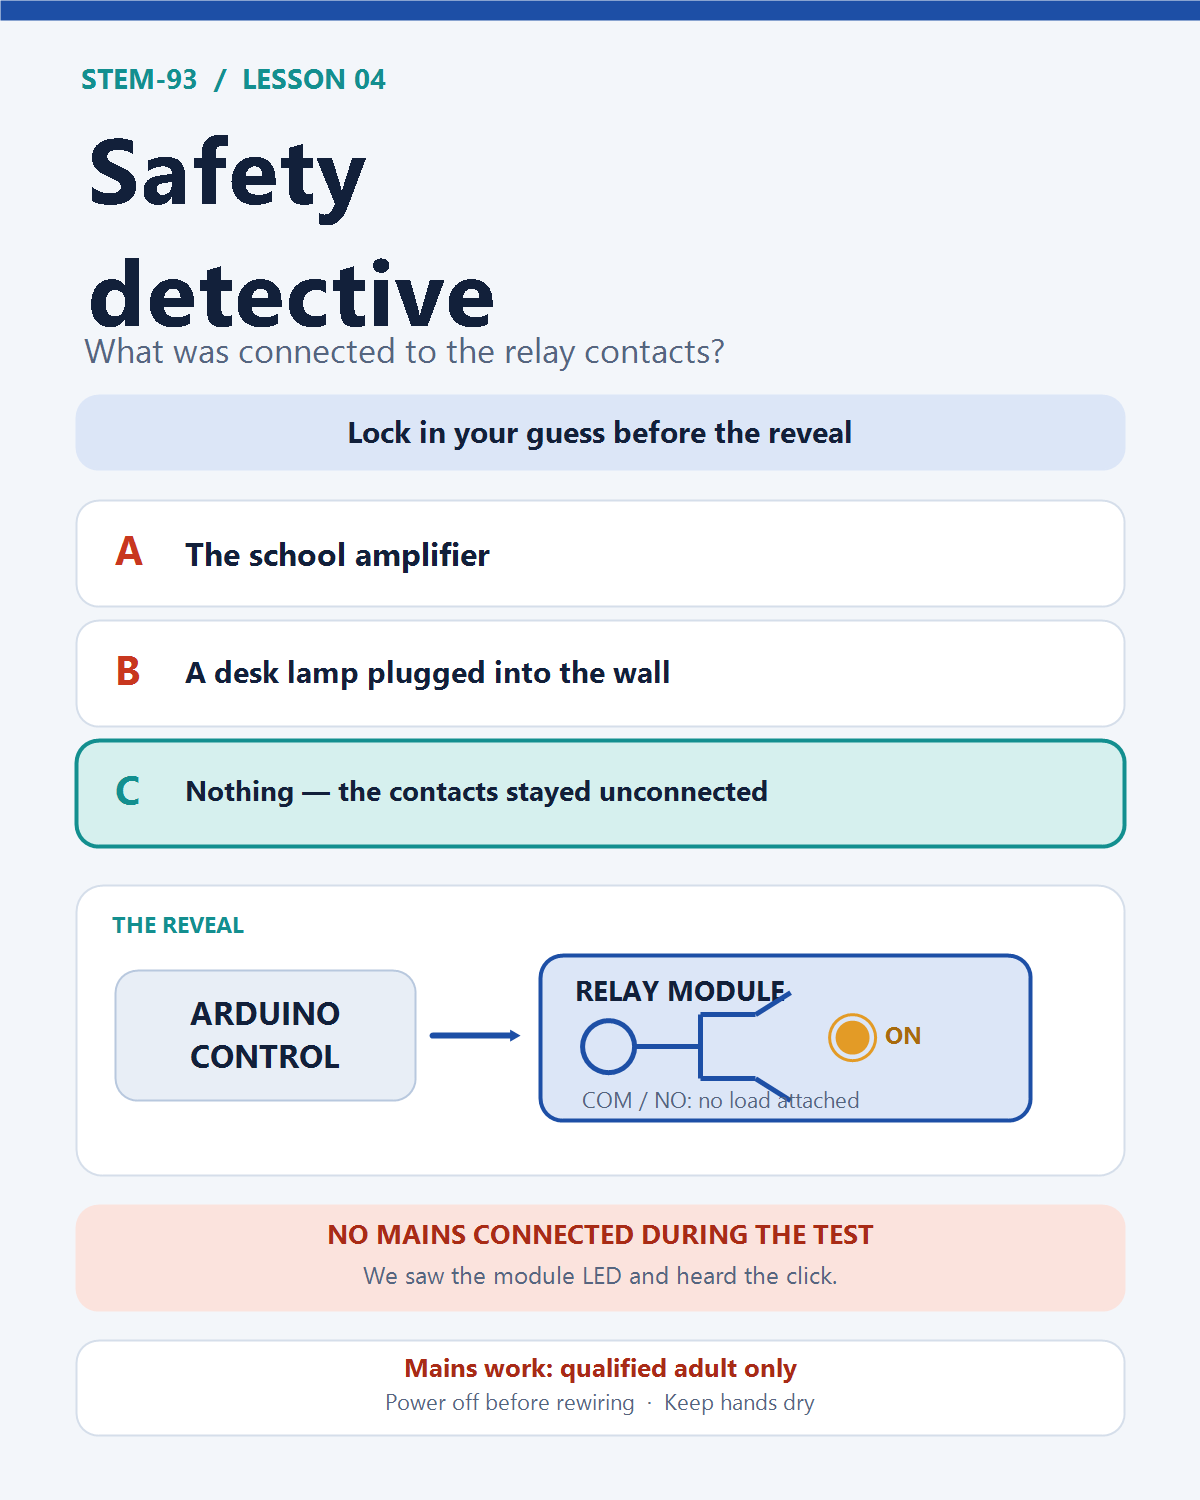 STEM-93 / LESSON 04
Safety
detective
What was connected to the relay contacts?
Lock in your guess before the reveal
A The school amplifier
B A desk lamp plugged into the wall
C Nothing — the contacts stayed unconnected
THE REVEAL
ARDUINO
CONTROL
RELAY MODULE
ON
COM / NO: no load attached
NO MAINS CONNECTED DURING THE TEST
We saw the module LED and heard the click.
Mains work: qualified adult only
Power off before rewiring · Keep hands dry